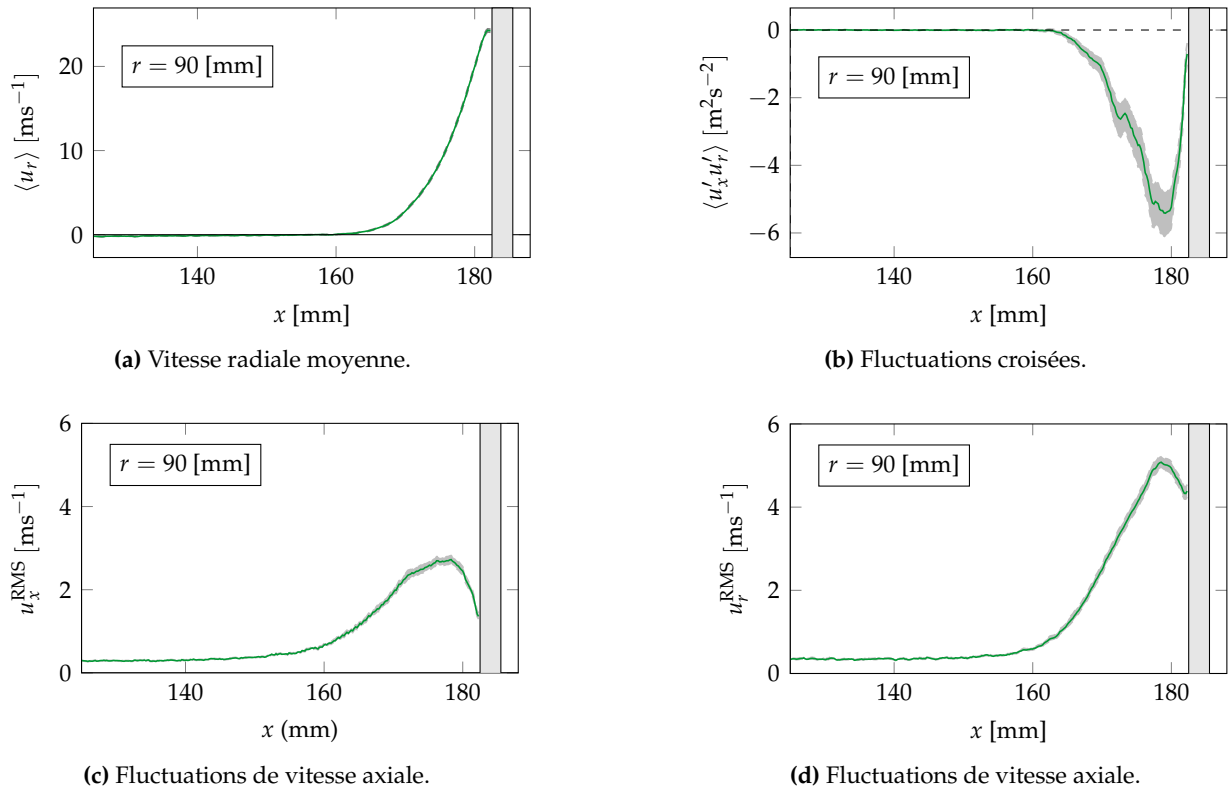 20
10
0
⟨u_r⟩ [ms⁻¹]
r = 90 [mm]
140 160 180
x [mm]
(a) Vitesse radiale moyenne.
0
−2
−4
−6
⟨u′_x u′_r⟩ [m²s⁻²]
r = 90 [mm]
140 160 180
x [mm]
(b) Fluctuations croisées.
6
4
2
0
u_x^RMS [ms⁻¹]
r = 90 [mm]
140 160 180
x (mm)
(c) Fluctuations de vitesse axiale.
6
4
2
0
u_r^RMS [ms⁻¹]
r = 90 [mm]
140 160 180
x [mm]
(d) Fluctuations de vitesse axiale.